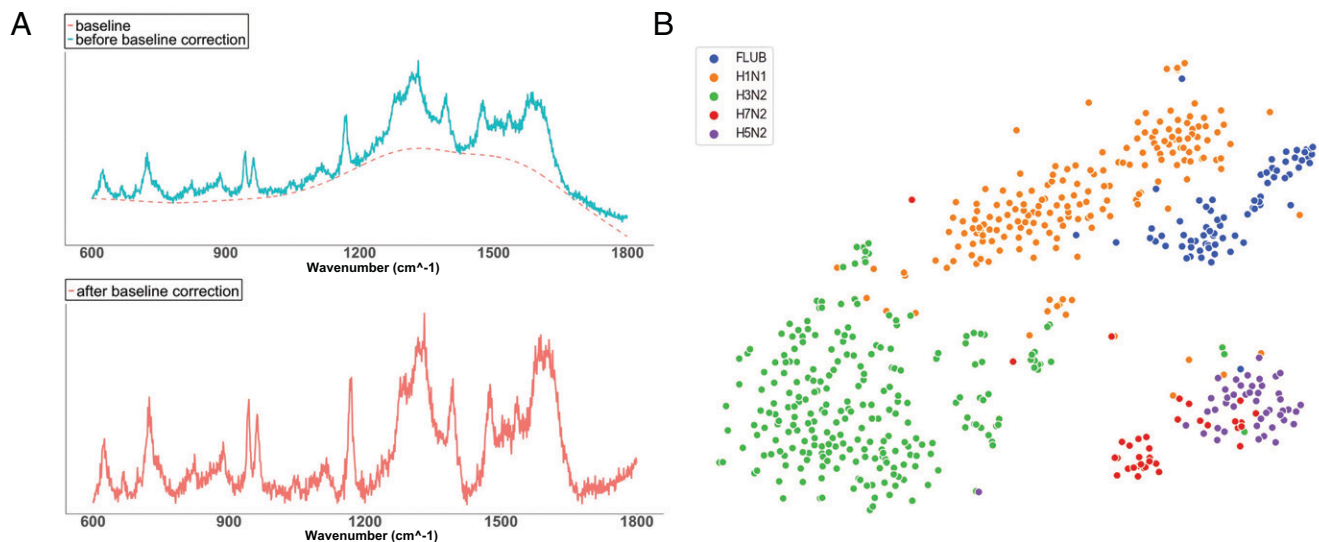 A
baseline
before baseline correction
600 900 1200 1500 1800
Wavenumber (cm^-1)
after baseline correction
600 900 1200 1500 1800
Wavenumber (cm^-1)
B
FLUB
H1N1
H3N2
H7N2
H5N2